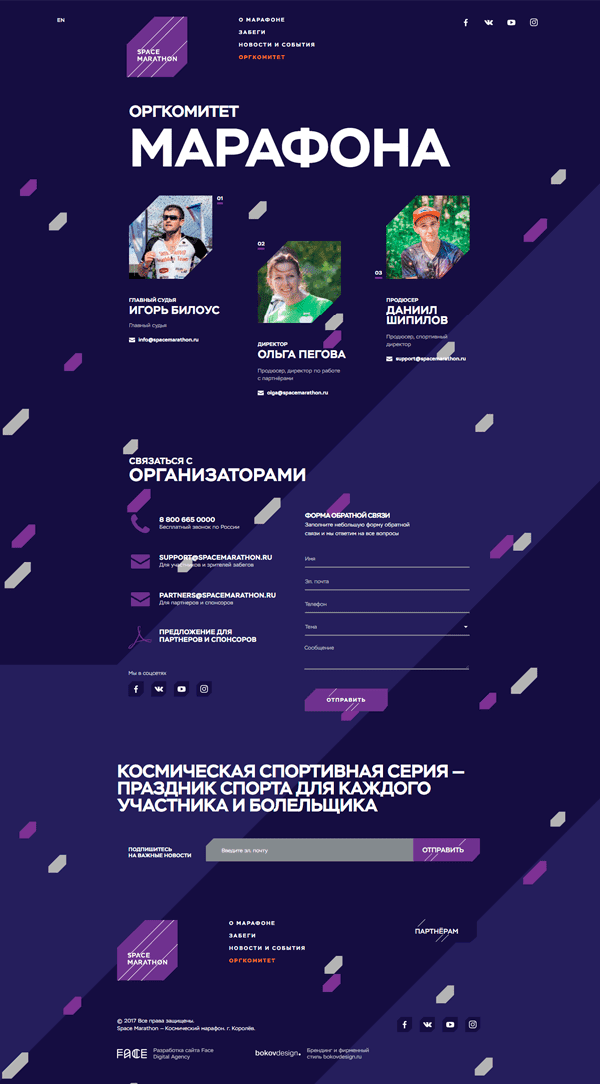 EN
SPACE
MARATHON
О МАРАФОНЕ
ЗАБЕГИ
НОВОСТИ И СОБЫТИЯ
ОРГКОМИТЕТ
ОРГКОМИТЕТ
МАРАФОНА
01
ГЛАВНЫЙ СУДЬЯ
ИГОРЬ БИЛОУС
Главный судья
info@spacemarathon.ru
02
ДИРЕКТОР
ОЛЬГА ПЕГОВА
Продюсер, директор по работе
с партнёрами
olga@spacemarathon.ru
03
ПРОДЮСЕР
ДАНИИЛ
ШИПИЛОВ
Продюсер, спортивный
директор
support@spacemarathon.ru
СВЯЗАТЬСЯ С
ОРГАНИЗАТОРАМИ
8 800 665 0000
Бесплатный звонок по России
SUPPORT@SPACEMARATHON.RU
Для участников и зрителей забегов
PARTNERS@SPACEMARATHON.RU
Для партнеров и спонсоров
ПРЕДЛОЖЕНИЕ ДЛЯ
ПАРТНЕРОВ И СПОНСОРОВ
Мы в соцсетях
ФОРМА ОБРАТНОЙ СВЯЗИ
Заполните небольшую форму обратной
связи и мы ответим на все вопросы
Имя
Эл. почта
Телефон
Тема
Сообщения
ОТПРАВИТЬ
КОСМИЧЕСКАЯ СПОРТИВНАЯ СЕРИЯ —
ПРАЗДНИК СПОРТА ДЛЯ КАЖДОГО
УЧАСТНИКА И БОЛЕЛЬЩИКА
ПОДПИШИТЕСЬ
НА ВАЖНЫЕ НОВОСТИ
Введите эл. почту
ОТПРАВИТЬ
SPACE
MARATHON
О МАРАФОНЕ
ЗАБЕГИ
НОВОСТИ И СОБЫТИЯ
ОРГКОМИТЕТ
ПАРТНЁРАМ
© 2017 Все права защищены.
Space Marathon — Космический марафон. г. Королёв.
FACE
Разработка сайта Face
Digital Agency
bokovdesign.
Брендинг и фирменный
стиль bokovdesign.ru